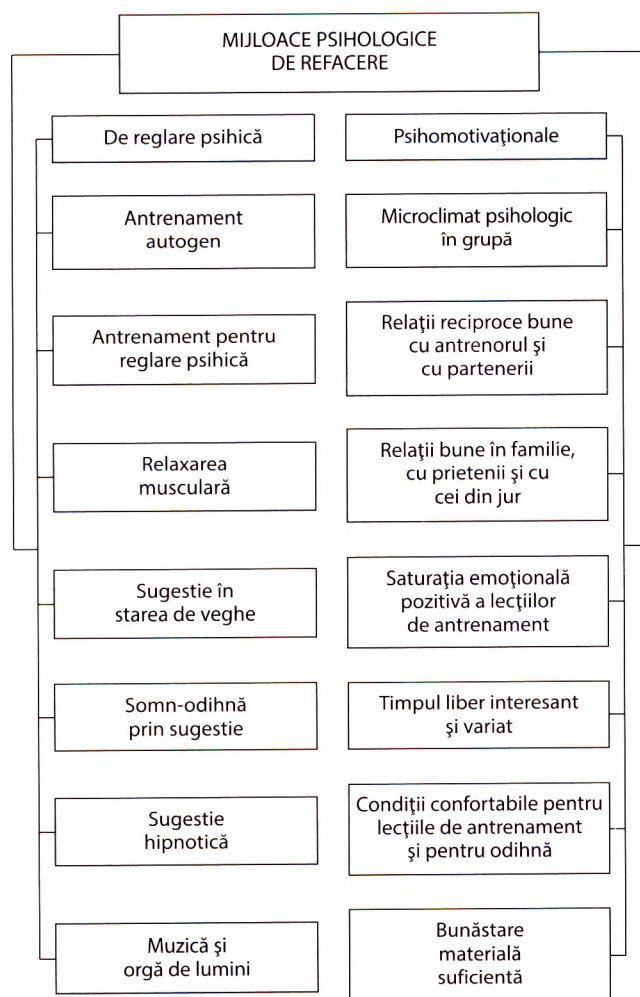 MIJLOACE PSIHOLOGICE
DE REFACERE
De reglare psihică
Psihomotivaţionale
Antrenament
autogen
Microclimat psihologic
în grupă
Antrenament pentru
reglare psihică
Relaţii reciproce bune
cu antrenorul şi
cu partenerii
Relaxarea
musculară
Relaţii bune în familie,
cu prietenii şi cu
cei din jur
Sugestie în
starea de veghe
Saturaţia emoţională
pozitivă a lecţiilor
de antrenament
Somn-odihnă
prin sugestie
Timpul liber interesant
şi variat
Sugestie
hipnotică
Condiţii confortabile pentru
lecţiile de antrenament
şi pentru odihnă
Muzică şi
orgă de lumini
Bunăstare
materială
suficientă